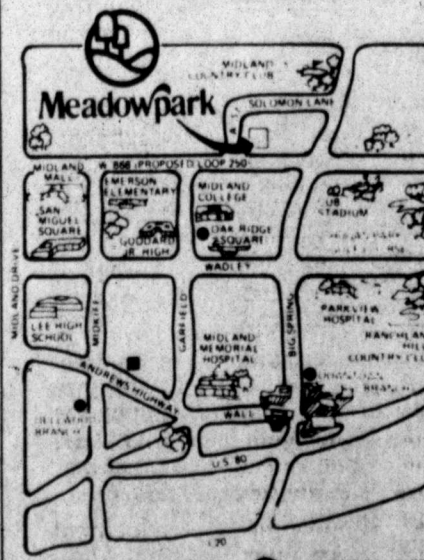 MIDLAND
COUNTRY CLUB
Meadowpark
SOLOMON LANE
MIDLAND
MALL
W. 868 (PROPOSED LOOP 250)
EMERSON
ELEMENTARY
MIDLAND
COLLEGE
STADIUM
SAN
MIGUEL
SQUARE
GODDARD
JR. HIGH
OAK RIDGE
SQUARE
WADLEY
MIDLAND DRIVE
LEE HIGH
SCHOOL
MIDKIFF
GARFIELD
BIG SPRING
PARKVIEW
HOSPITAL
MIDLAND
MEMORIAL
HOSPITAL
COUNTRY
ANDREWS HIGHWAY
BRANCH
WALL
BRANCH
U.S. 80
20